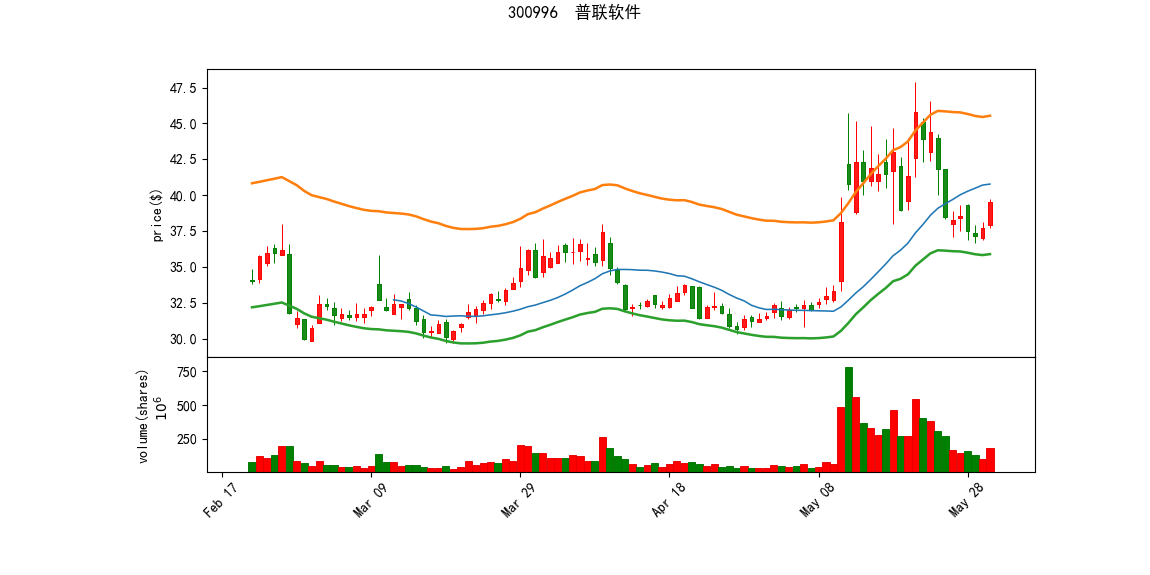 300996 普联软件
47.5
45.0
42.5
40.0
37.5
35.0
32.5
30.0
price($)
750
500
250
volume(shares)
10^6
Feb 17
Mar 09
Mar 29
Apr 18
May 08
May 28